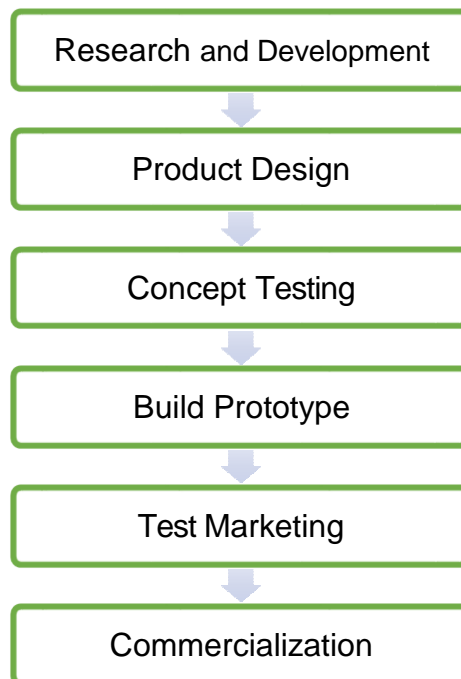 Research and Development
Product Design
Concept Testing
Build Prototype
Test Marketing
Commercialization